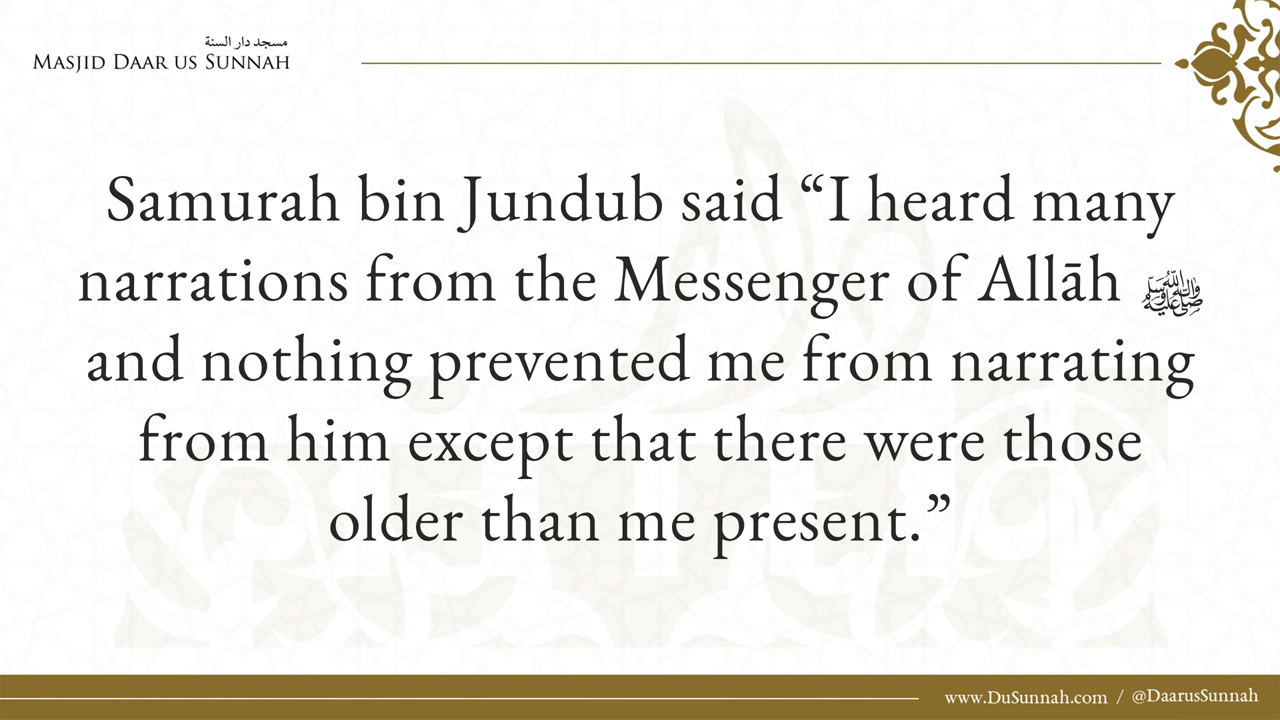 مسجد دار السنة
Masjid Daar us Sunnah
Samurah bin Jundub said “I heard many
narrations from the Messenger of Allāh ﷺ
and nothing prevented me from narrating
from him except that there were those
older than me present.”
www.DuSunnah.com / @DaarusSunnah